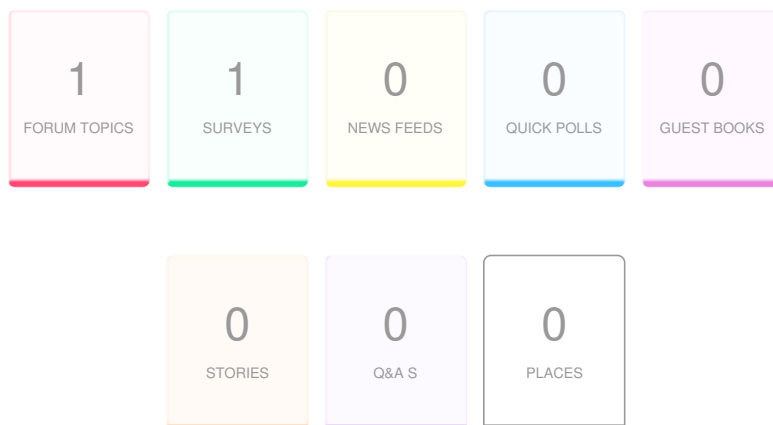 1
FORUM TOPICS
1
SURVEYS
0
NEWS FEEDS
0
QUICK POLLS
0
GUEST BOOKS
0
STORIES
0
Q&A S
0
PLACES